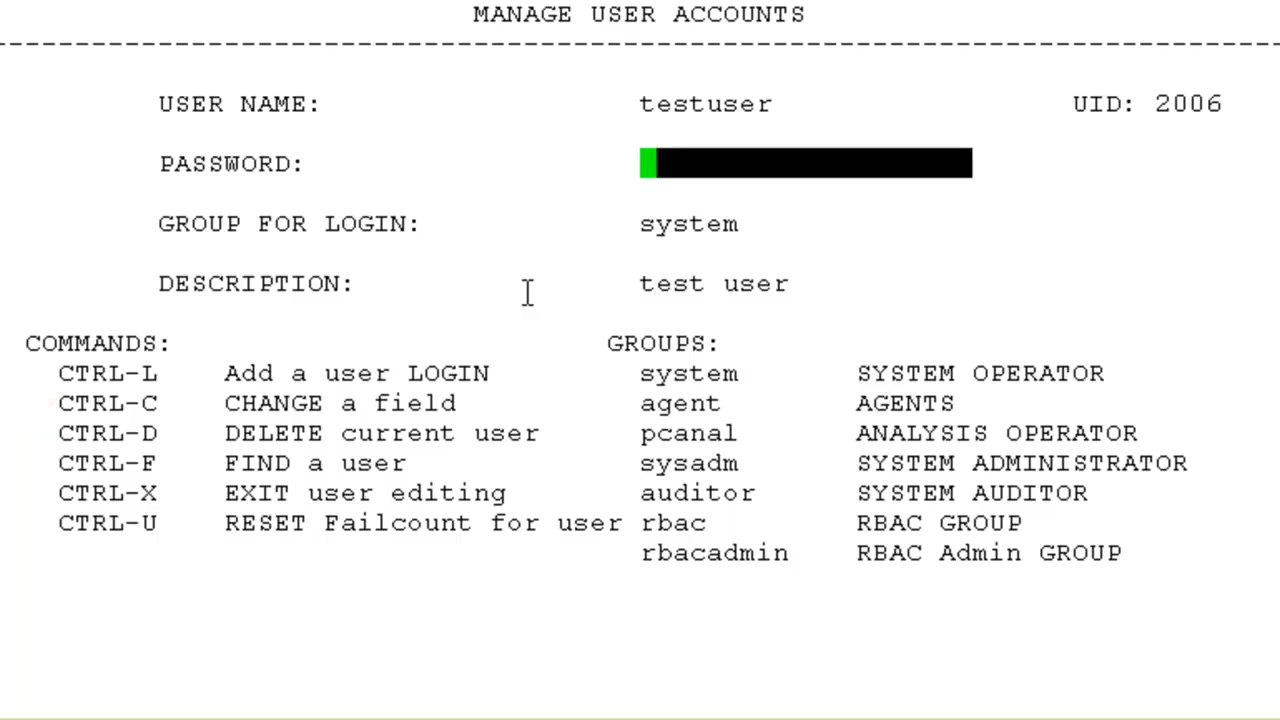 MANAGE USER ACCOUNTS
--------------------------------------------------------------------------------
USER NAME: testuser UID: 2006
PASSWORD:
GROUP FOR LOGIN: system
DESCRIPTION: test user
COMMANDS: GROUPS:
CTRL-L Add a user LOGIN system SYSTEM OPERATOR
CTRL-C CHANGE a field agent AGENTS
CTRL-D DELETE current user pcanal ANALYSIS OPERATOR
CTRL-F FIND a user sysadm SYSTEM ADMINISTRATOR
CTRL-X EXIT user editing auditor SYSTEM AUDITOR
CTRL-U RESET Failcount for user rbac RBAC GROUP
rbacadmin RBAC Admin GROUP